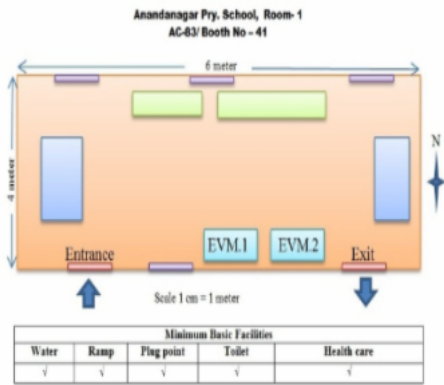 Anandanagar Pry. School, Room- 1
AC-83/ Booth No – 41
6 meter
4 meter
N
EVM.1 EVM.2
Entrance Exit
Scale 1 cm = 1 meter
Minimum Basic Facilities
Water Ramp Plug point Toilet Health care
√ √ √ √ √